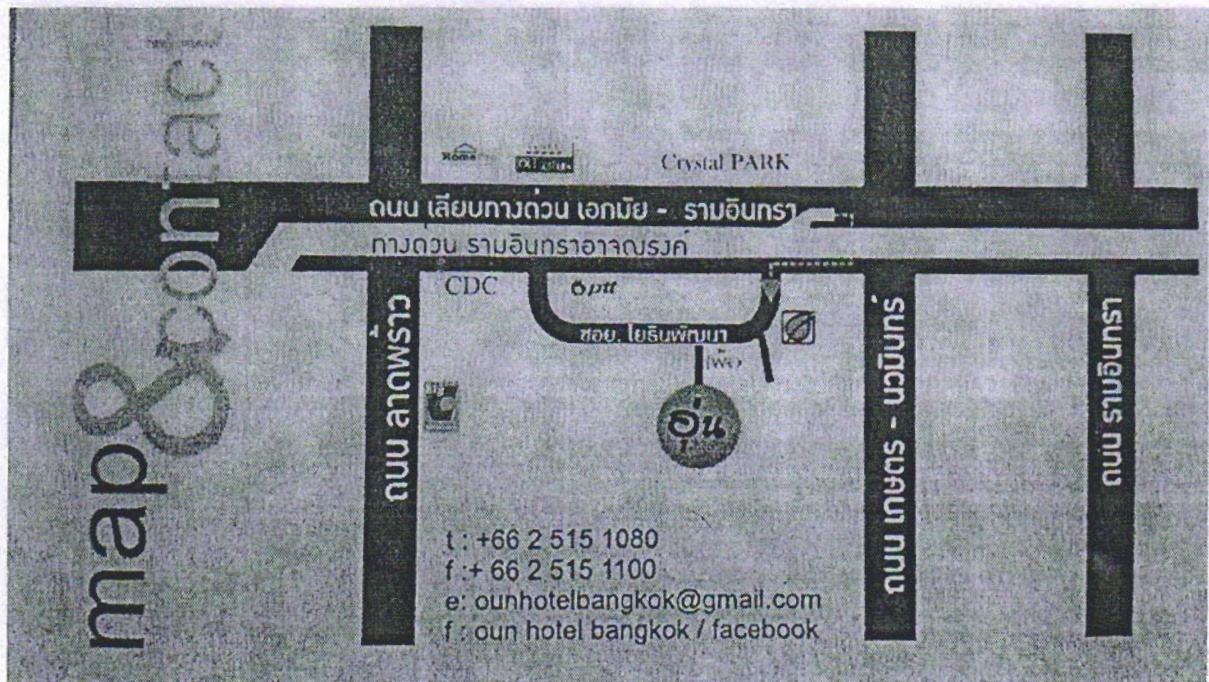 map & contact
HomePro
Crystal PARK
ถนน เลียบทางด่วน เอกมัย - รามอินทรา
ทางด่วน รามอินทราอาจณรงค์
CDC
ptt
ซอย. โยธินพัฒนา
อุ่น
ถนน ลาดพร้าว
ถนน เกษตร - นวมินทร์
ถนน รามอินทรา
t : +66 2 515 1080
f :+ 66 2 515 1100
e: ounhotelbangkok@gmail.com
f : oun hotel bangkok / facebook